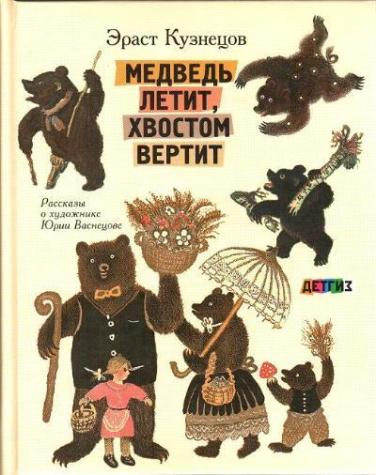 Эраст Кузнецов
МЕДВЕДЬ
ЛЕТИТ,
ХВОСТОМ
ВЕРТИТ
Рассказы
о художнике
Юрии Васнецове
ДЕТГИЗ